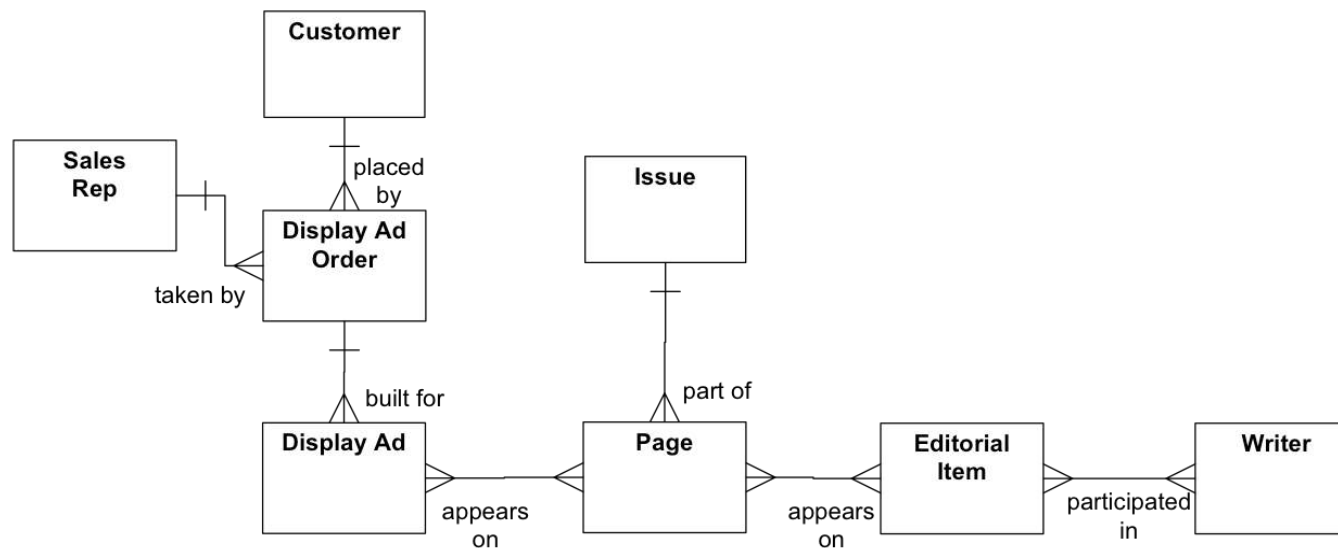 Customer
Sales
Rep
placed
by
Issue
Display Ad
Order
taken by
built for
part of
Display Ad
Page
Editorial
Item
Writer
appears
on
appears
on
participated
in